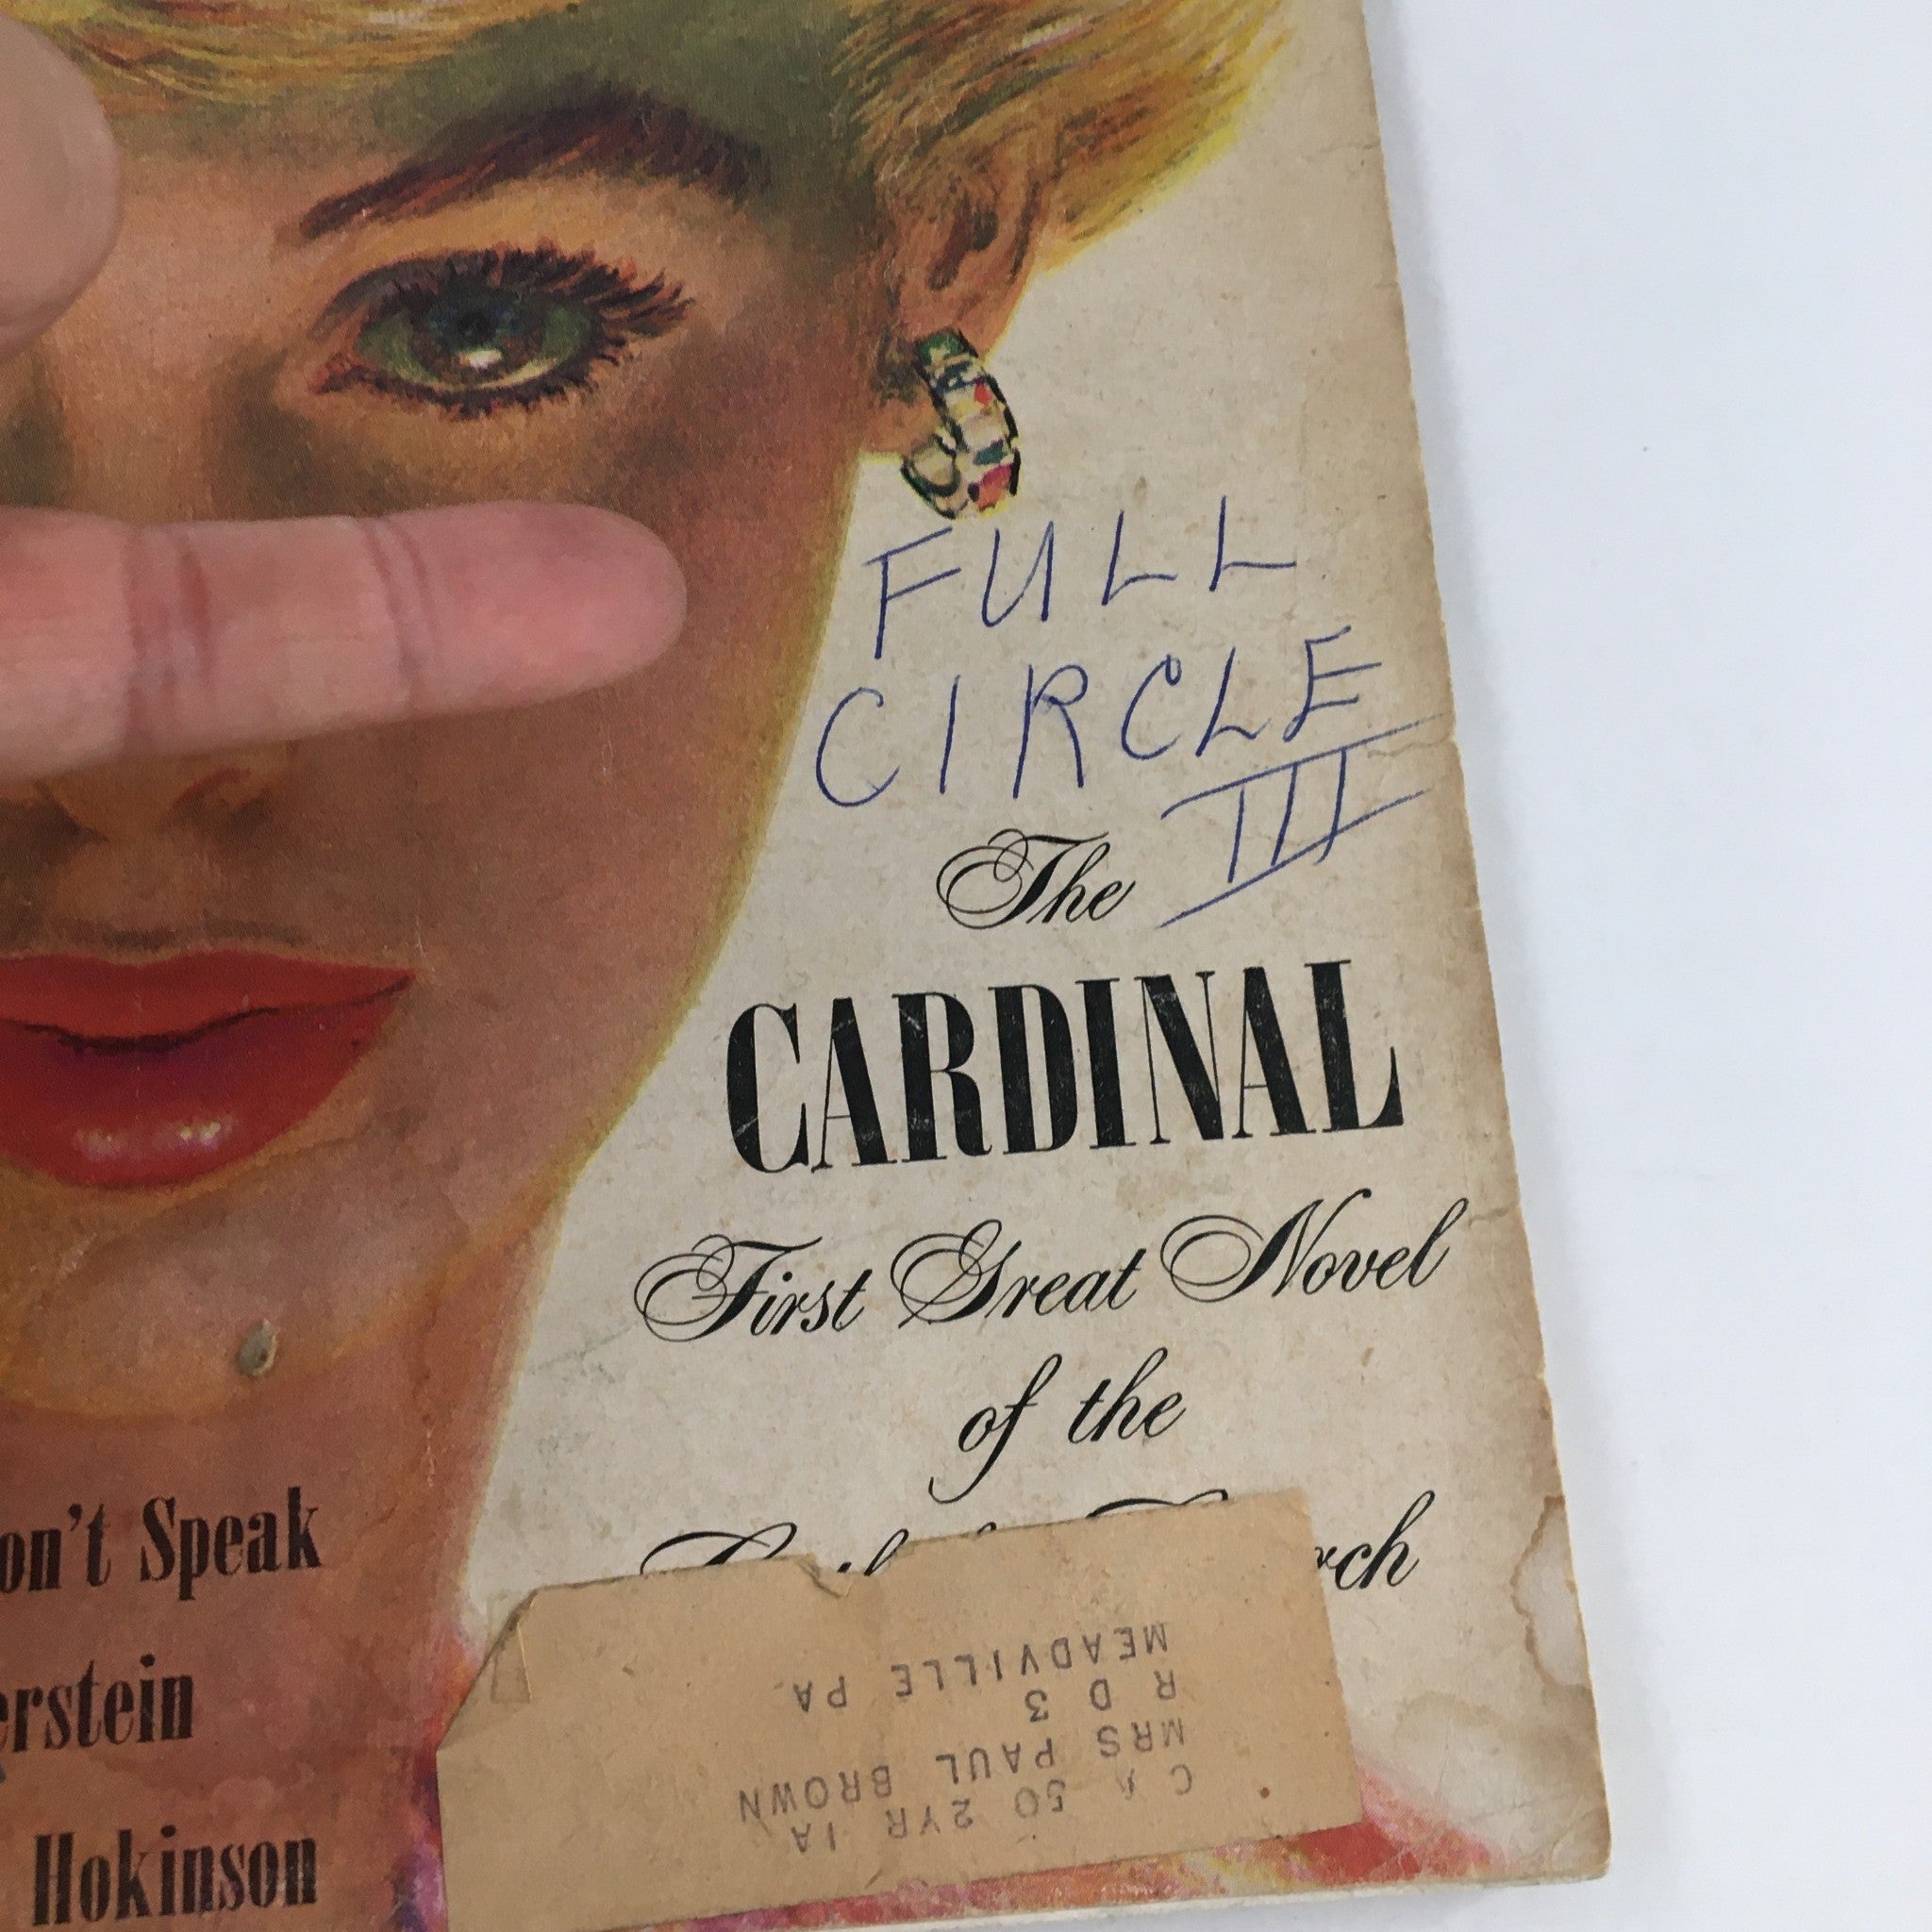 FULL
CIRCLE
III
The
CARDINAL
First Great Novel
of the
rch
on't Speak
erstein
Hokinson
50 2YR 1A
MRS PAUL BROWN
R D 3
MEADVILLE PA